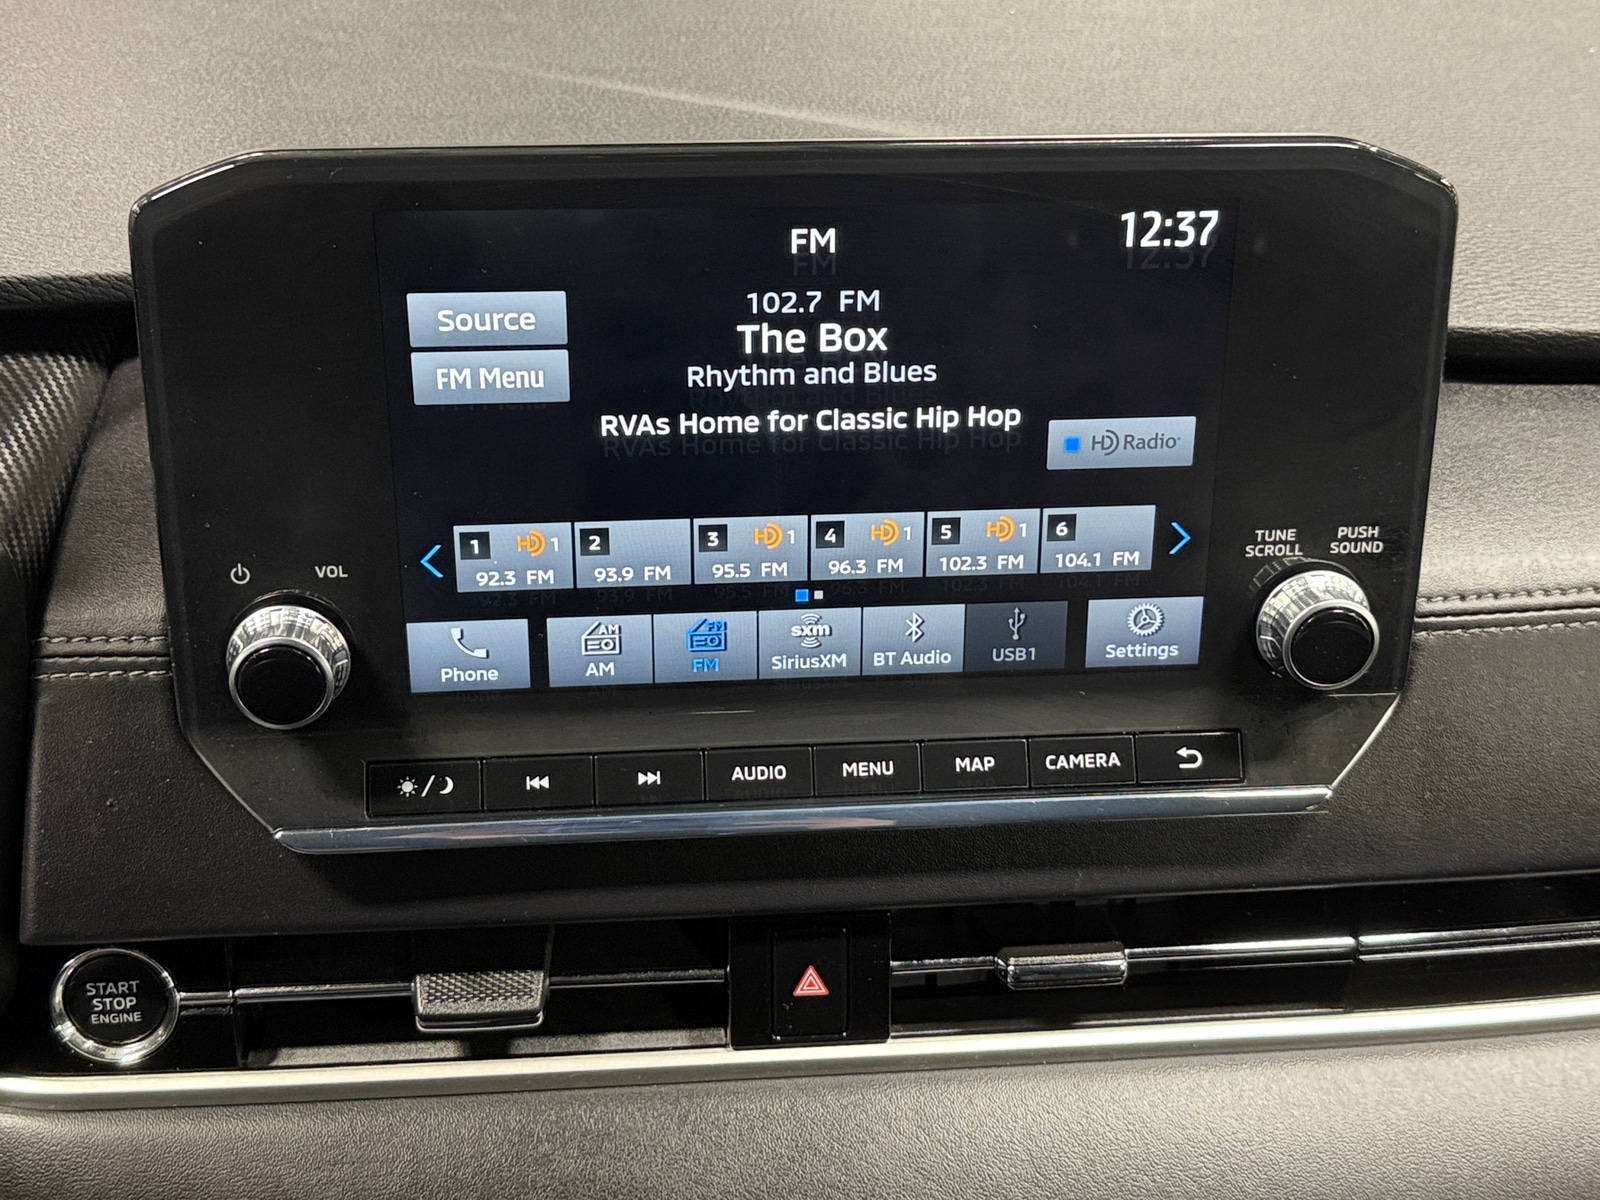 FM
12:37
Source
102.7 FM
The Box
FM Menu
Rhythm and Blues
RVAs Home for Classic Hip Hop
HD Radio
1 HD 1
92.3 FM
2
93.9 FM
3 HD 1
95.5 FM
4 HD 1
96.3 FM
5 HD 1
102.3 FM
6
104.1 FM
VOL
TUNE
SCROLL
PUSH
SOUND
Phone
AM
AM
FM
FM
sxm
SiriusXM
BT Audio
USB1
Settings
AUDIO
MENU
MAP
CAMERA
START
STOP
ENGINE